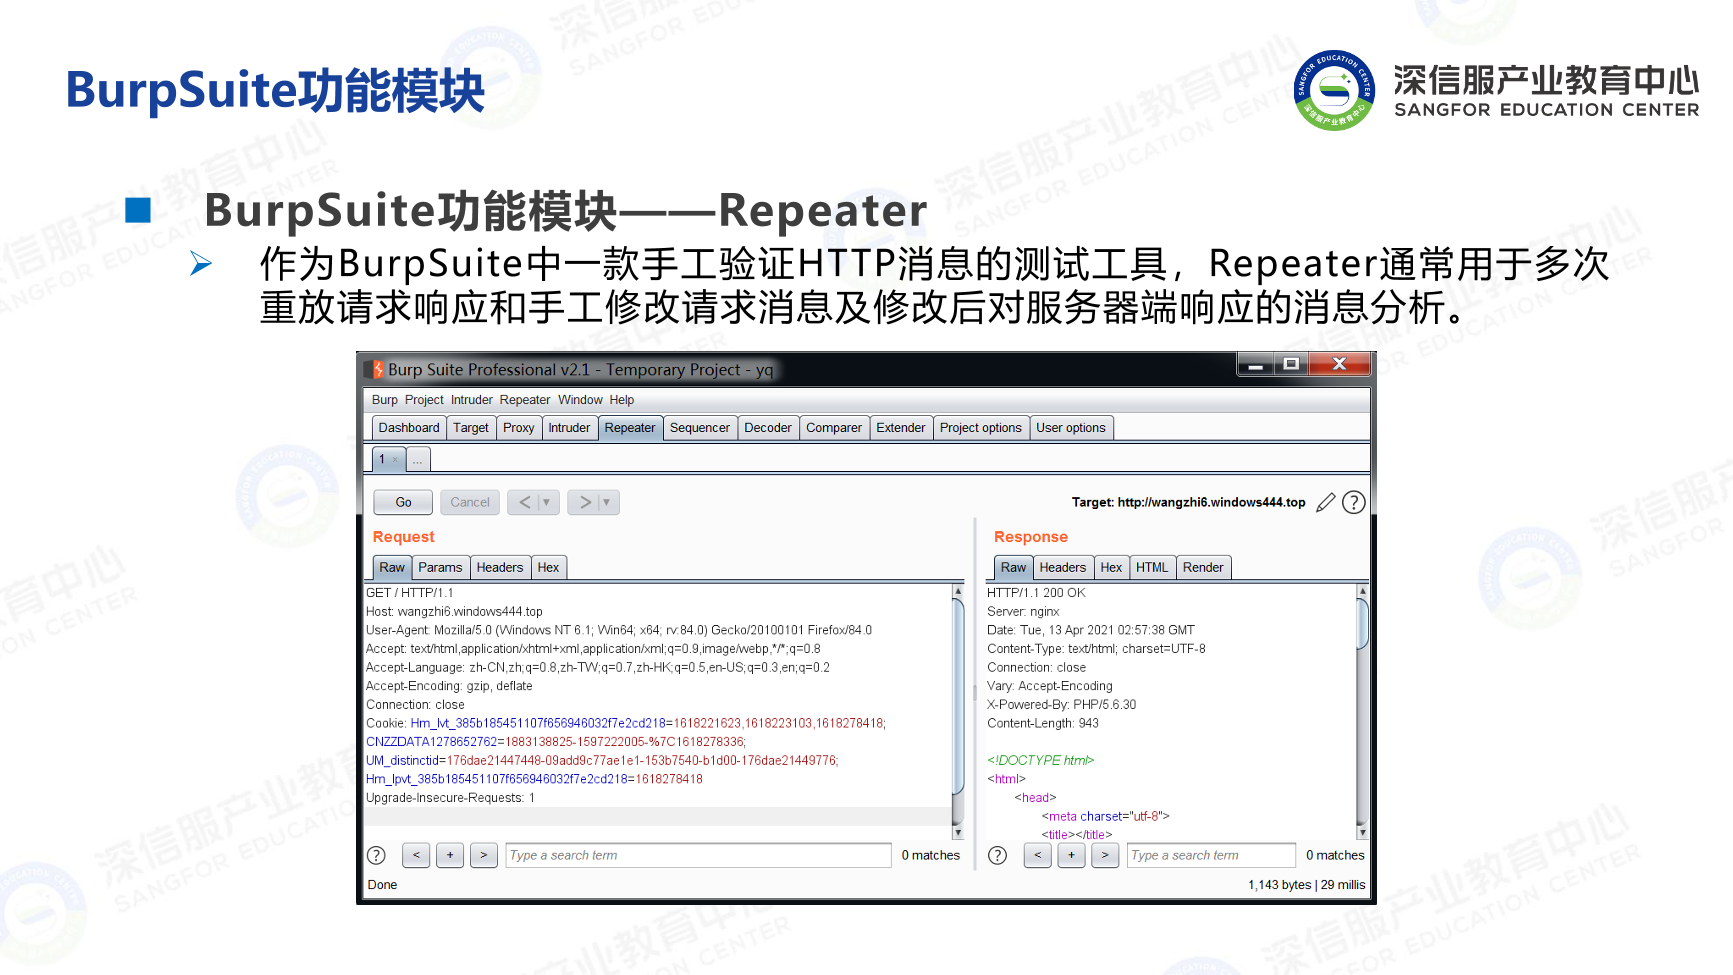 BurpSuite功能模块
深信服产业教育中心
SANGFOR EDUCATION CENTER
BurpSuite功能模块——Repeater
作为BurpSuite中一款手工验证HTTP消息的测试工具，Repeater通常用于多次
重放请求响应和手工修改请求消息及修改后对服务器端响应的消息分析。
Burp Suite Professional v2.1 - Temporary Project - yq
Burp Project Intruder Repeater Window Help
Dashboard Target Proxy Intruder Repeater Sequencer Decoder Comparer Extender Project options User options
1 × ...
Go Cancel < ▼ > ▼ Target: http://wangzhi6.windows444.top ?
Request
Raw Params Headers Hex
GET / HTTP/1.1
Host: wangzhi6.windows444.top
User-Agent: Mozilla/5.0 (Windows NT 6.1; Win64; x64; rv:84.0) Gecko/20100101 Firefox/84.0
Accept: text/html,application/xhtml+xml,application/xml;q=0.9,image/webp,*/*;q=0.8
Accept-Language: zh-CN,zh;q=0.8,zh-TW;q=0.7,zh-HK;q=0.5,en-US;q=0.3,en;q=0.2
Accept-Encoding: gzip, deflate
Connection: close
Cookie: Hm_lvt_385b185451107f656946032f7e2cd218=1618221623,1618223103,1618278418;
CNZZDATA1278652762=1883138825-1597222005-%7C1618278336;
UM_distinctid=176dae21447448-09add9c77ae1e1-153b7540-b1d00-176dae21449776;
Hm_lpvt_385b185451107f656946032f7e2cd218=1618278418
Upgrade-Insecure-Requests: 1
? < + > Type a search term 0 matches
Response
Raw Headers Hex HTML Render
HTTP/1.1 200 OK
Server: nginx
Date: Tue, 13 Apr 2021 02:57:38 GMT
Content-Type: text/html; charset=UTF-8
Connection: close
Vary: Accept-Encoding
X-Powered-By: PHP/5.6.30
Content-Length: 943
<!DOCTYPE html>
<html>
<head>
<meta charset="utf-8">
<title></title>
? < + > Type a search term 0 matches
Done
1,143 bytes | 29 millis